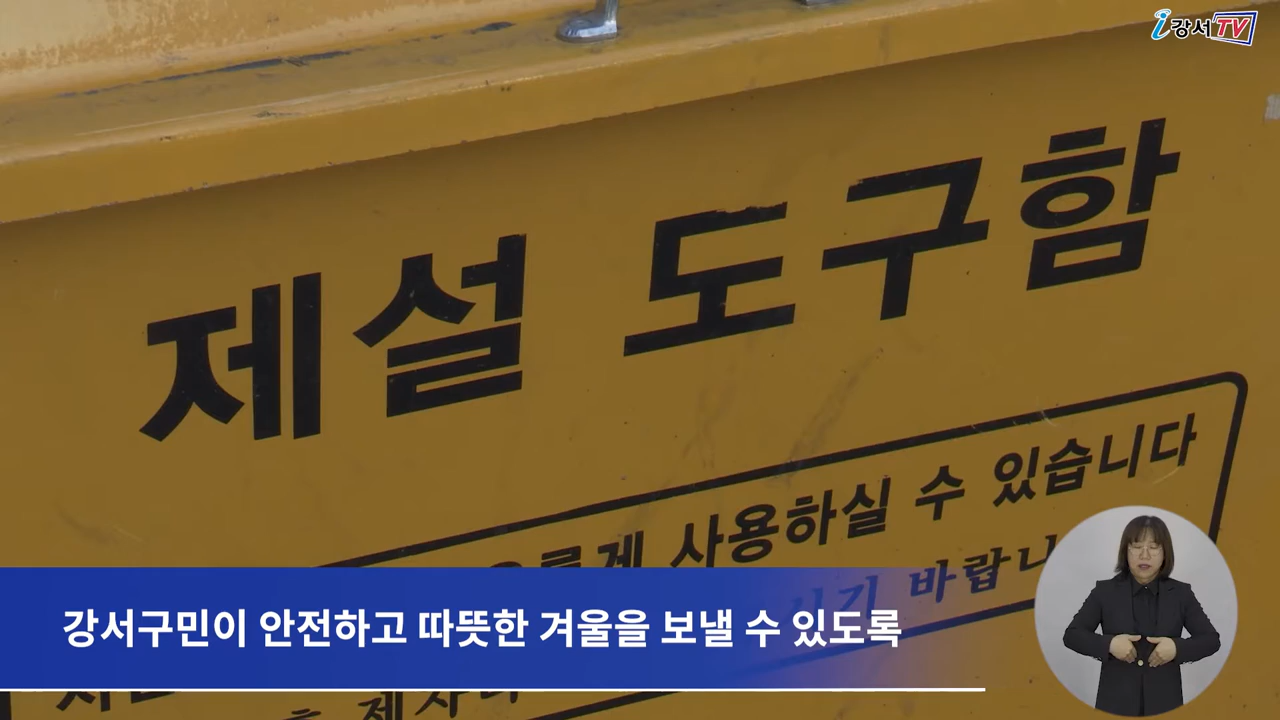 i강서TV
제설 도구함
사용하실 수 있습니다
바랍니
강서구민이 안전하고 따뜻한 겨울을 보낼 수 있도록